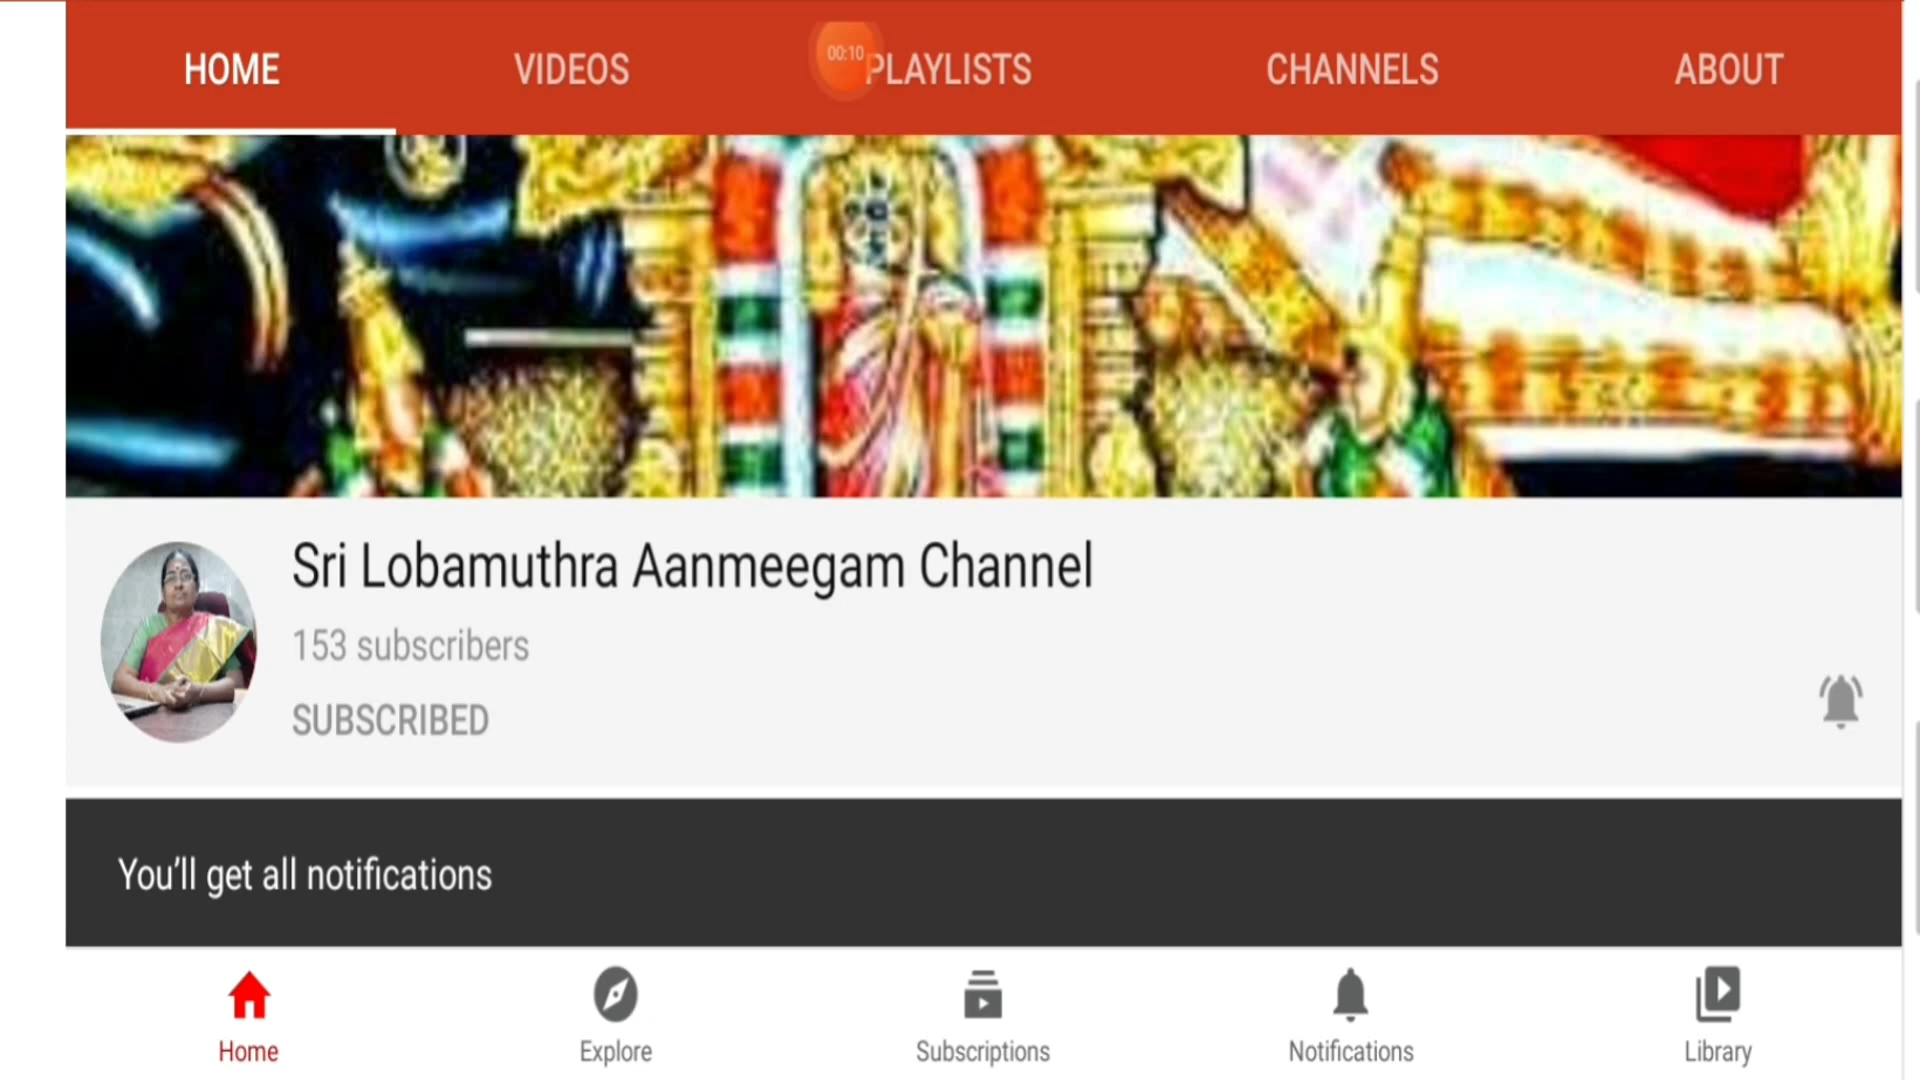 HOME VIDEOS PLAYLISTS CHANNELS ABOUT
00:10
Sri Lobamuthra Aanmeegam Channel
153 subscribers
SUBSCRIBED
You'll get all notifications
Home Explore Subscriptions Notifications Library